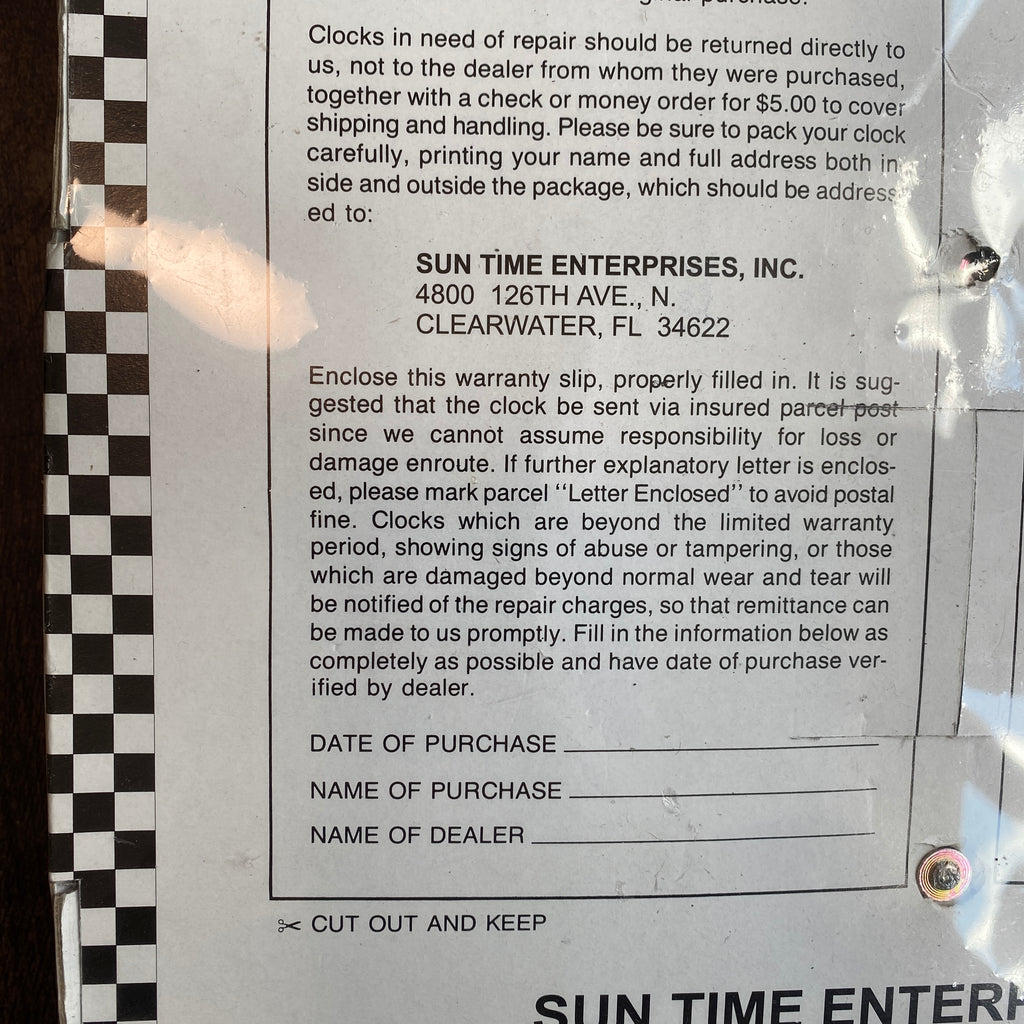 purchase.
Clocks in need of repair should be returned directly to
us, not to the dealer from whom they were purchased,
together with a check or money order for $5.00 to cover
shipping and handling. Please be sure to pack your clock
carefully, printing your name and full address both in
side and outside the package, which should be address
ed to:
SUN TIME ENTERPRISES, INC.
4800 126TH AVE., N.
CLEARWATER, FL 34622
Enclose this warranty slip, properly filled in. It is sug-
gested that the clock be sent via insured parcel post
since we cannot assume responsibility for loss or
damage enroute. If further explanatory letter is enclos-
ed, please mark parcel “Letter Enclosed” to avoid postal
fine. Clocks which are beyond the limited warranty
period, showing signs of abuse or tampering, or those
which are damaged beyond normal wear and tear will
be notified of the repair charges, so that remittance can
be made to us promptly. Fill in the information below as
completely as possible and have date of purchase ver-
ified by dealer.
DATE OF PURCHASE
NAME OF PURCHASE
NAME OF DEALER
CUT OUT AND KEEP
SUN TIME ENTERP